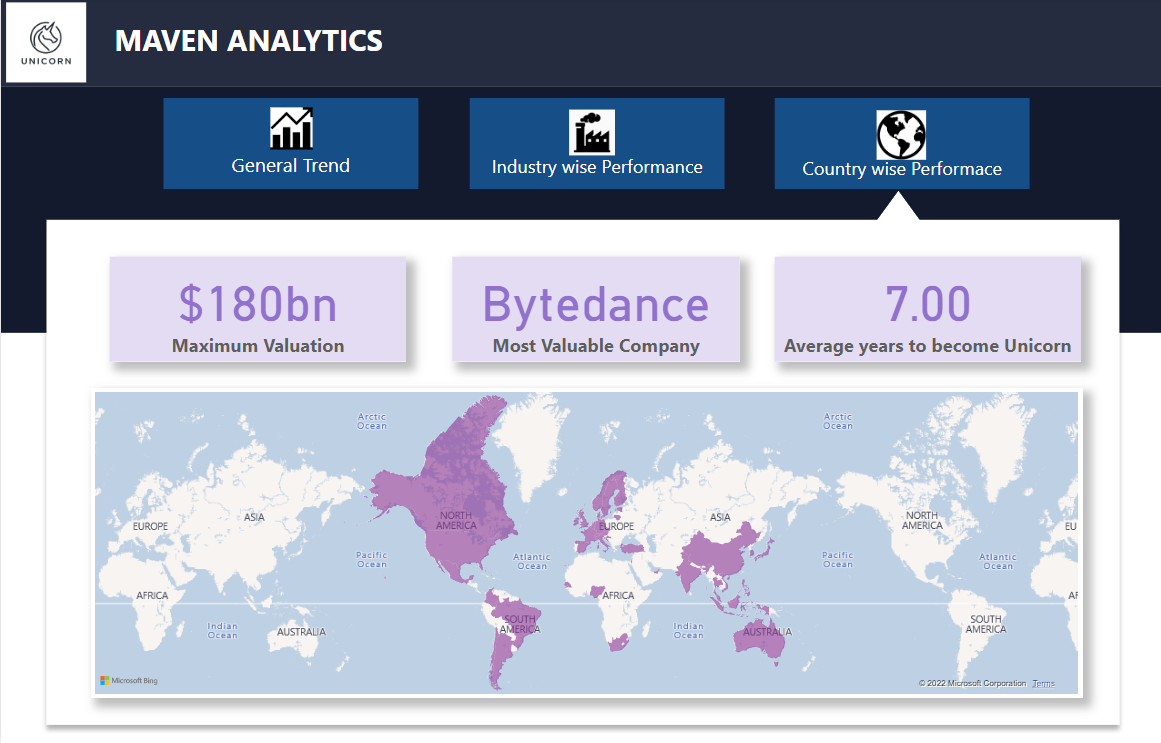 UNICORN
MAVEN ANALYTICS
General Trend
Industry wise Performance
Country wise Performace
$180bn
Maximum Valuation
Bytedance
Most Valuable Company
7.00
Average years to become Unicorn
Arctic
Ocean
Arctic
Ocean
EUROPE
ASIA
NORTH
AMERICA
EUROPE
ASIA
NORTH
AMERICA
EU
Pacific
Ocean
Atlantic
Ocean
Pacific
Ocean
Atlantic
Ocean
AFRICA
AFRICA
AF
Indian
Ocean
AUSTRALIA
SOUTH
AMERICA
Indian
Ocean
AUSTRALIA
SOUTH
AMERICA
Microsoft Bing
© 2022 Microsoft Corporation Terms